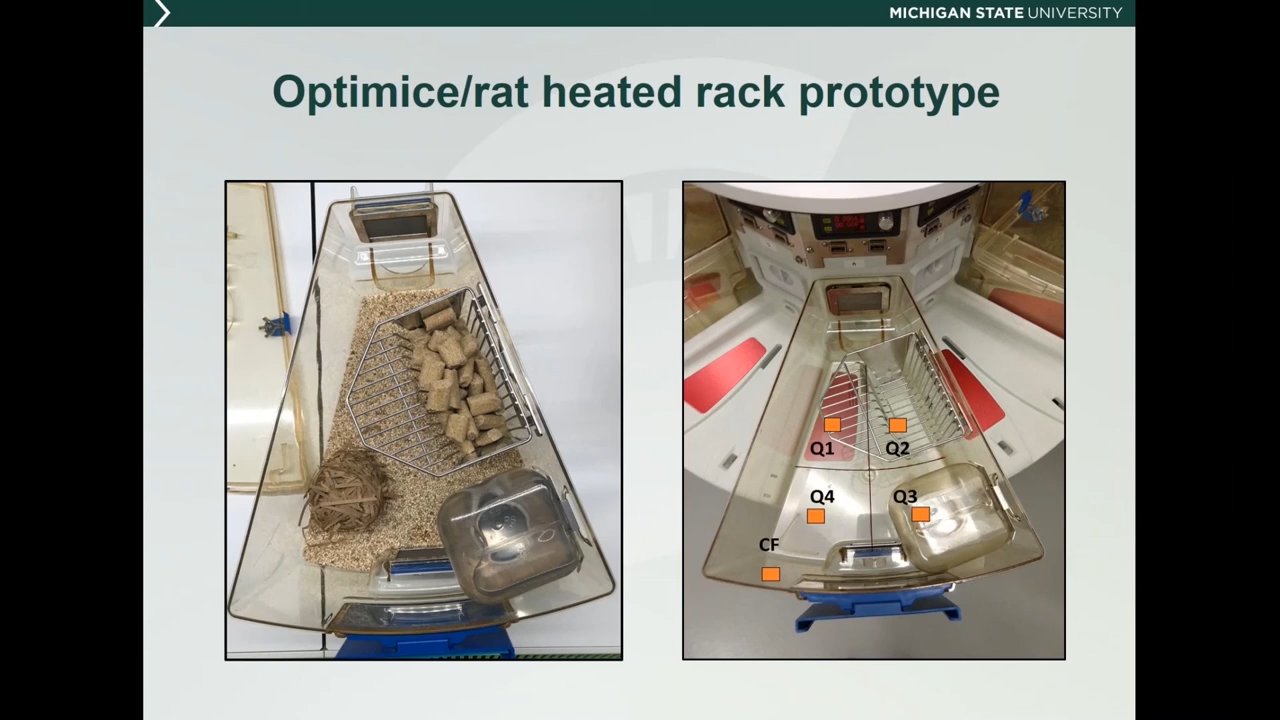 MICHIGAN STATE UNIVERSITY
Optimice/rat heated rack prototype
Q1
Q2
Q4
Q3
CF